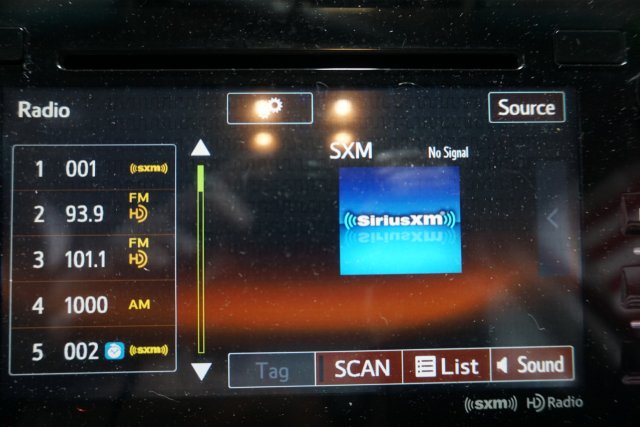 Radio
Source
SXM No Signal
1 001 ((sxm))
2 93.9 FM HD
3 101.1 FM HD
4 1000 AM
5 002 ((sxm))
((SiriusXM))
Tag SCAN List Sound
((sxm)) HD Radio